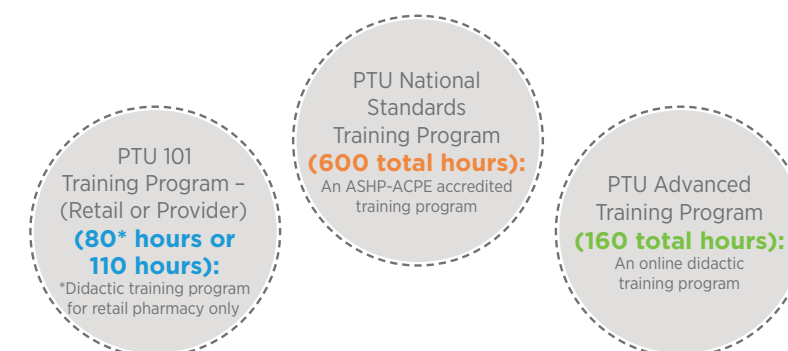 PTU 101
Training Program –
(Retail or Provider)
(80* hours or
110 hours):
*Didactic training program
for retail pharmacy only
PTU National
Standards
Training Program
(600 total hours):
An ASHP-ACPE accredited
training program
PTU Advanced
Training Program
(160 total hours):
An online didactic
training program